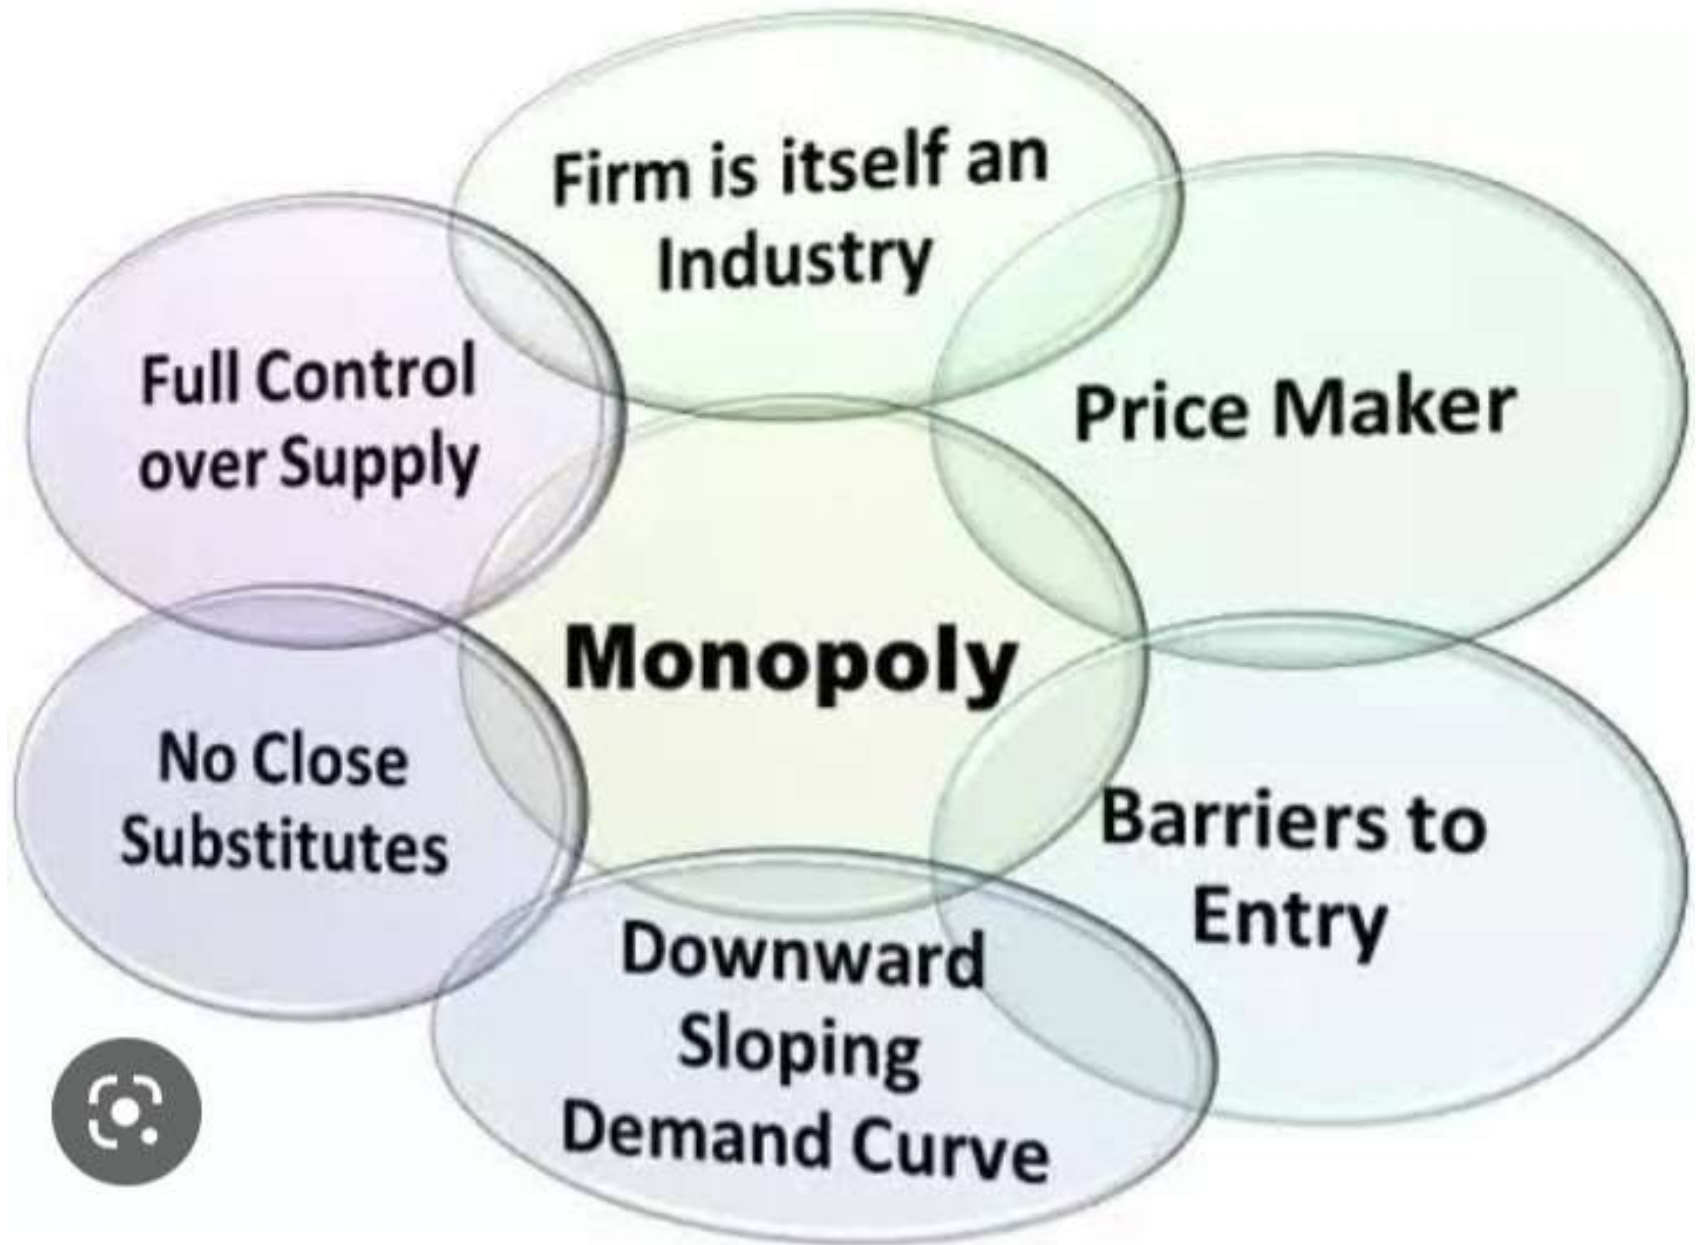 Firm is itself an
Industry
Price Maker
Full Control
over Supply
Monopoly
No Close
Substitutes
Barriers to
Entry
Downward
Sloping
Demand Curve